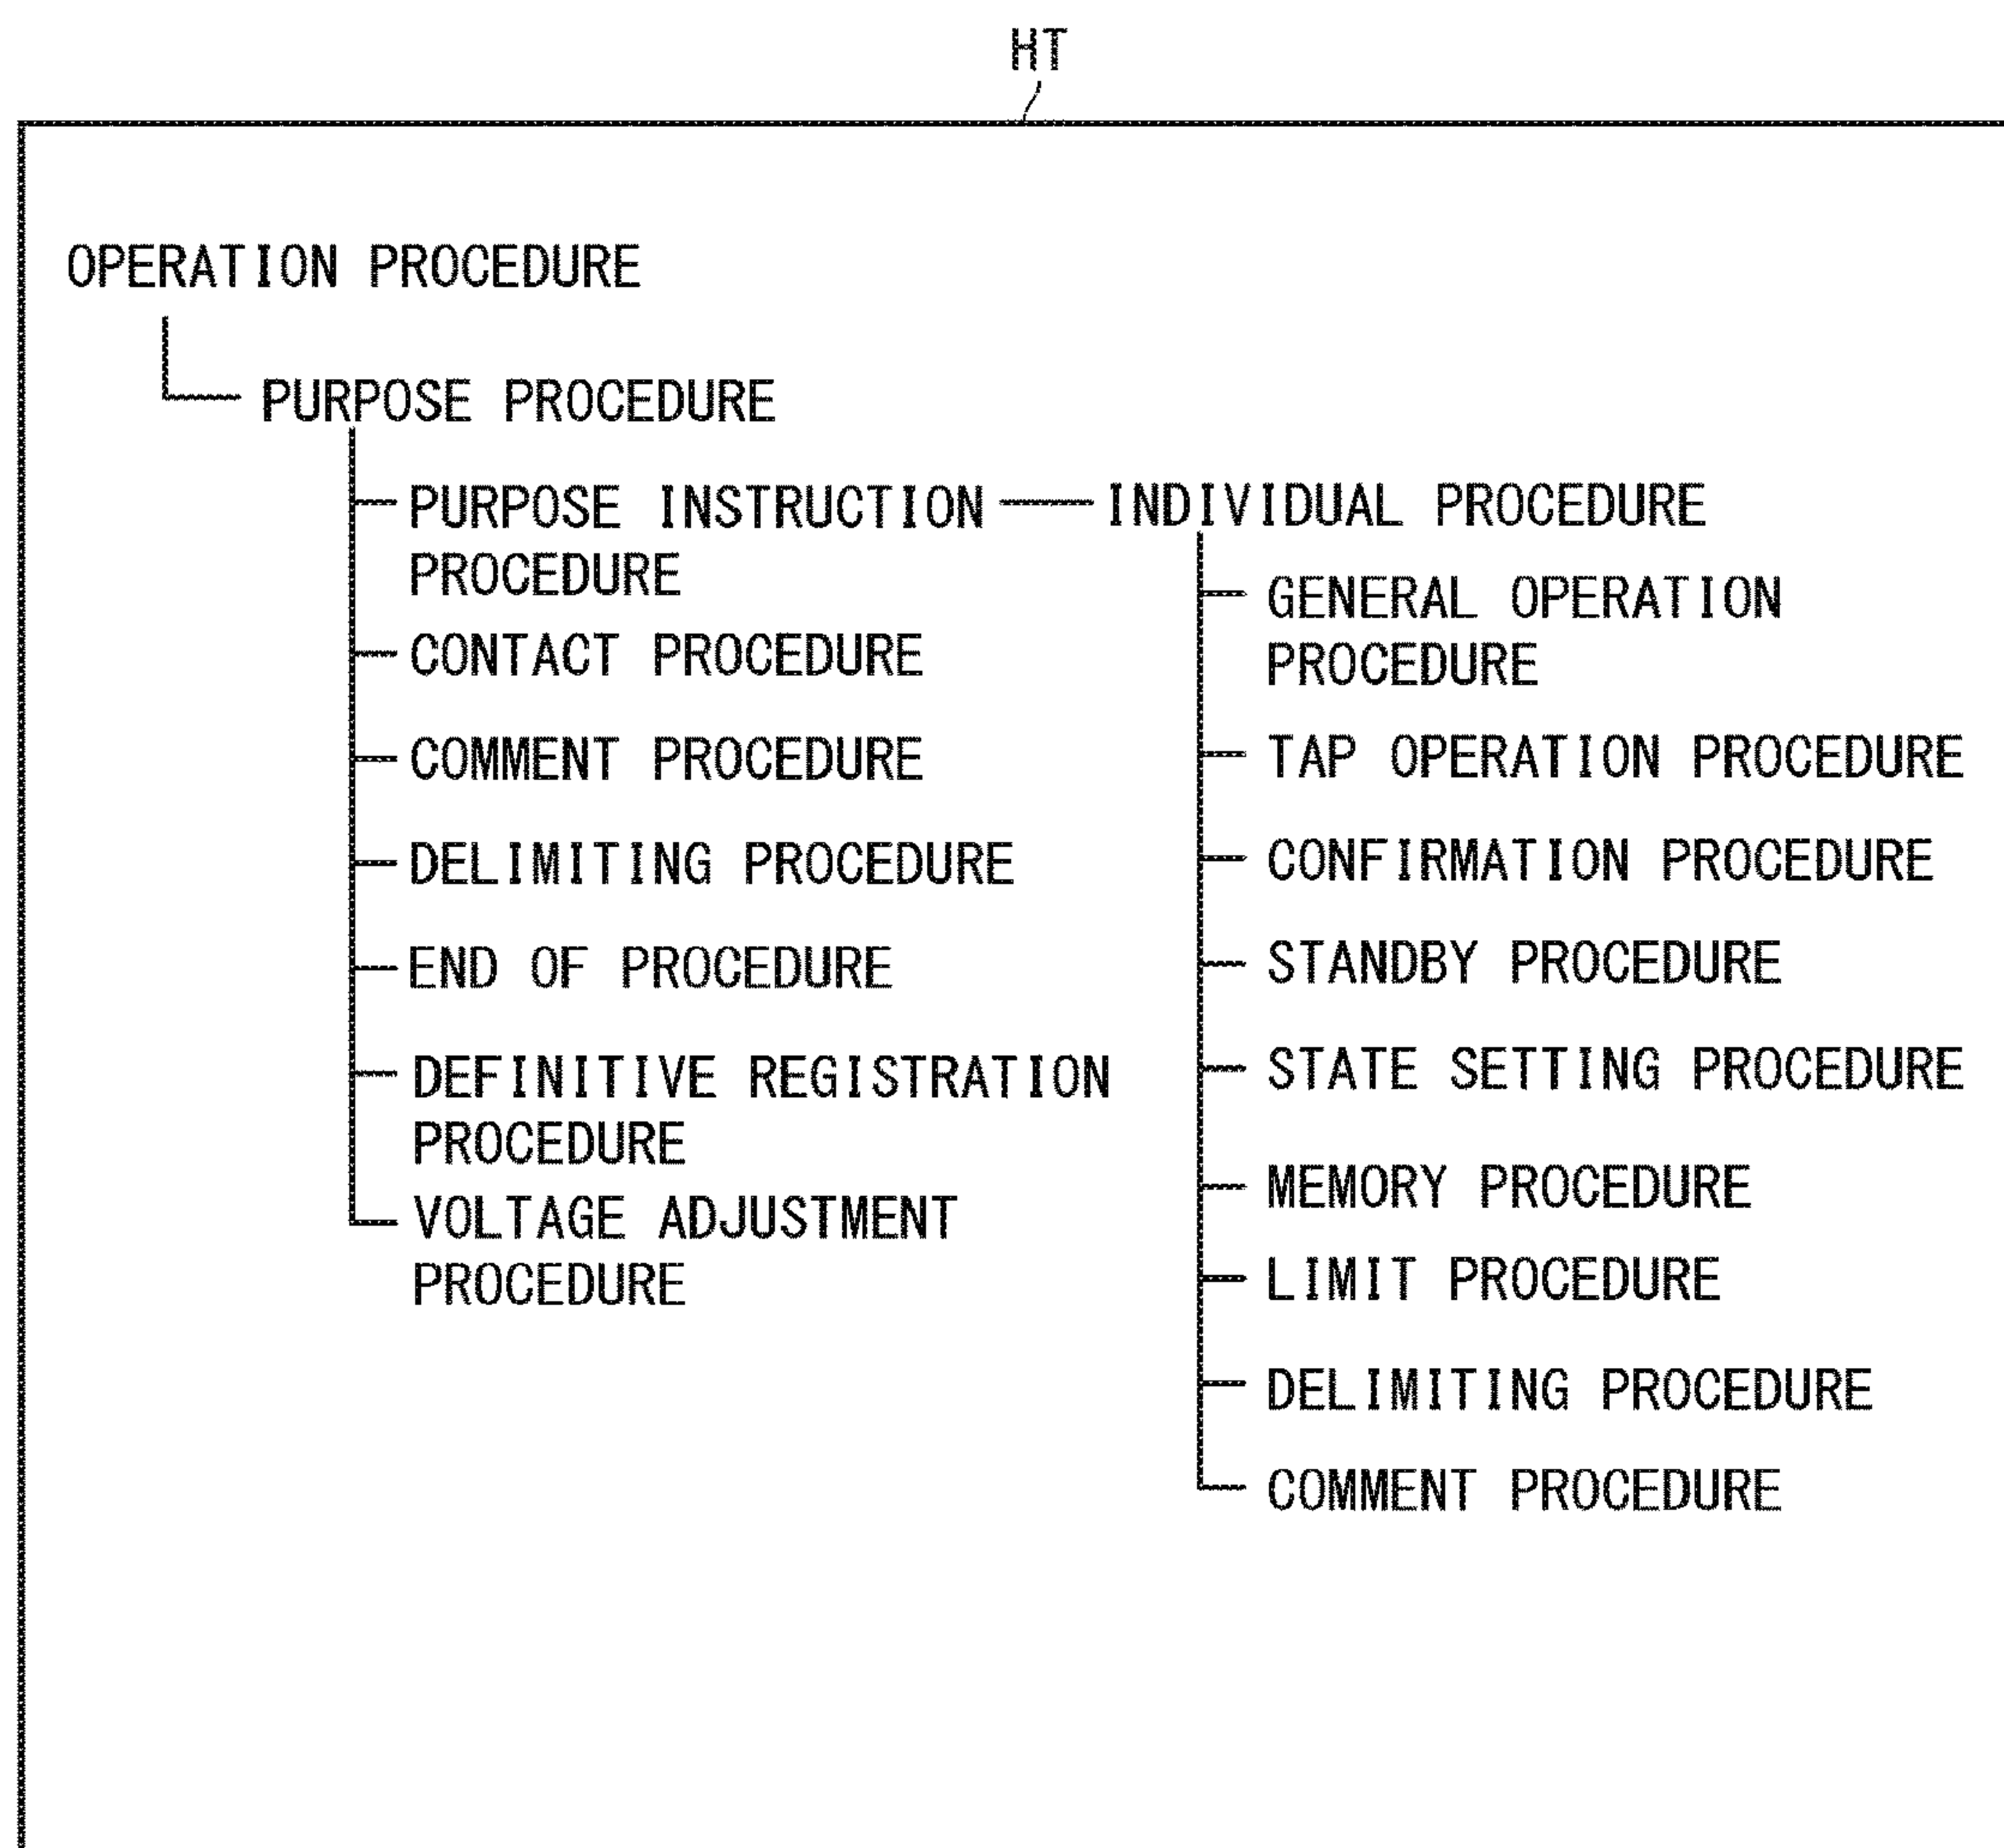 HT
OPERATION PROCEDURE
PURPOSE PROCEDURE
PURPOSE INSTRUCTION
PROCEDURE
CONTACT PROCEDURE
COMMENT PROCEDURE
DELIMITING PROCEDURE
END OF PROCEDURE
DEFINITIVE REGISTRATION
PROCEDURE
VOLTAGE ADJUSTMENT
PROCEDURE
INDIVIDUAL PROCEDURE
GENERAL OPERATION
PROCEDURE
TAP OPERATION PROCEDURE
CONFIRMATION PROCEDURE
STANDBY PROCEDURE
STATE SETTING PROCEDURE
MEMORY PROCEDURE
LIMIT PROCEDURE
DELIMITING PROCEDURE
COMMENT PROCEDURE